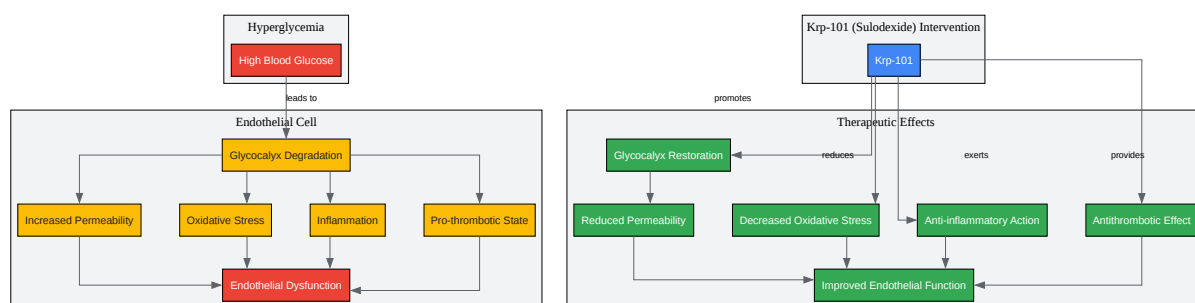 Hyperglycemia
High Blood Glucose
leads to
Endothelial Cell
Glycocalyx Degradation
Increased Permeability
Oxidative Stress
Inflammation
Pro-thrombotic State
Endothelial Dysfunction
Krp-101 (Sulodexide) Intervention
Krp-101
promotes
Therapeutic Effects
Glycocalyx Restoration
reduces
exerts
provides
Reduced Permeability
Decreased Oxidative Stress
Anti-inflammatory Action
Antithrombotic Effect
Improved Endothelial Function